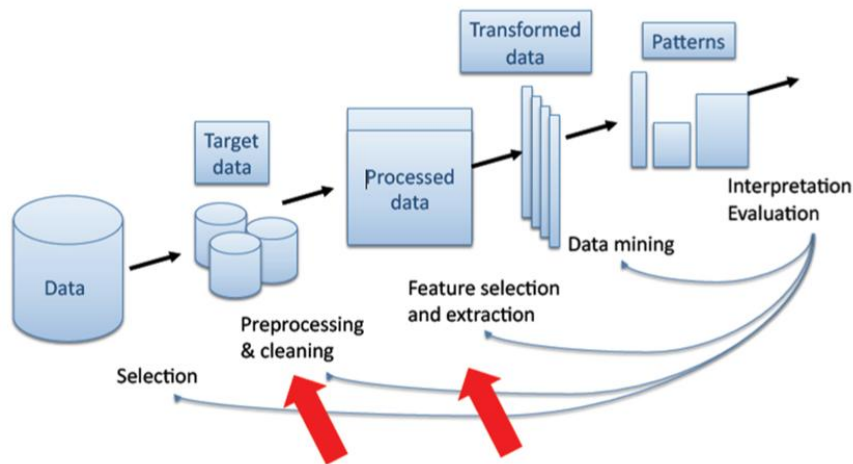 Transformed
data
Patterns
Target
data
Processed
data
Interpretation
Evaluation
Data mining
Data
Feature selection
and extraction
Preprocessing
& cleaning
Selection